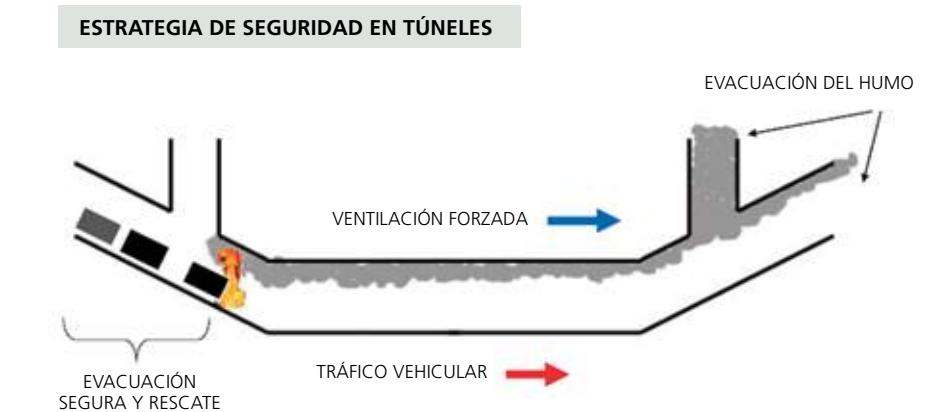 ESTRATEGIA DE SEGURIDAD EN TÚNELES
EVACUACIÓN DEL HUMO
VENTILACIÓN FORZADA
TRÁFICO VEHICULAR
EVACUACIÓN
SEGURA Y RESCATE